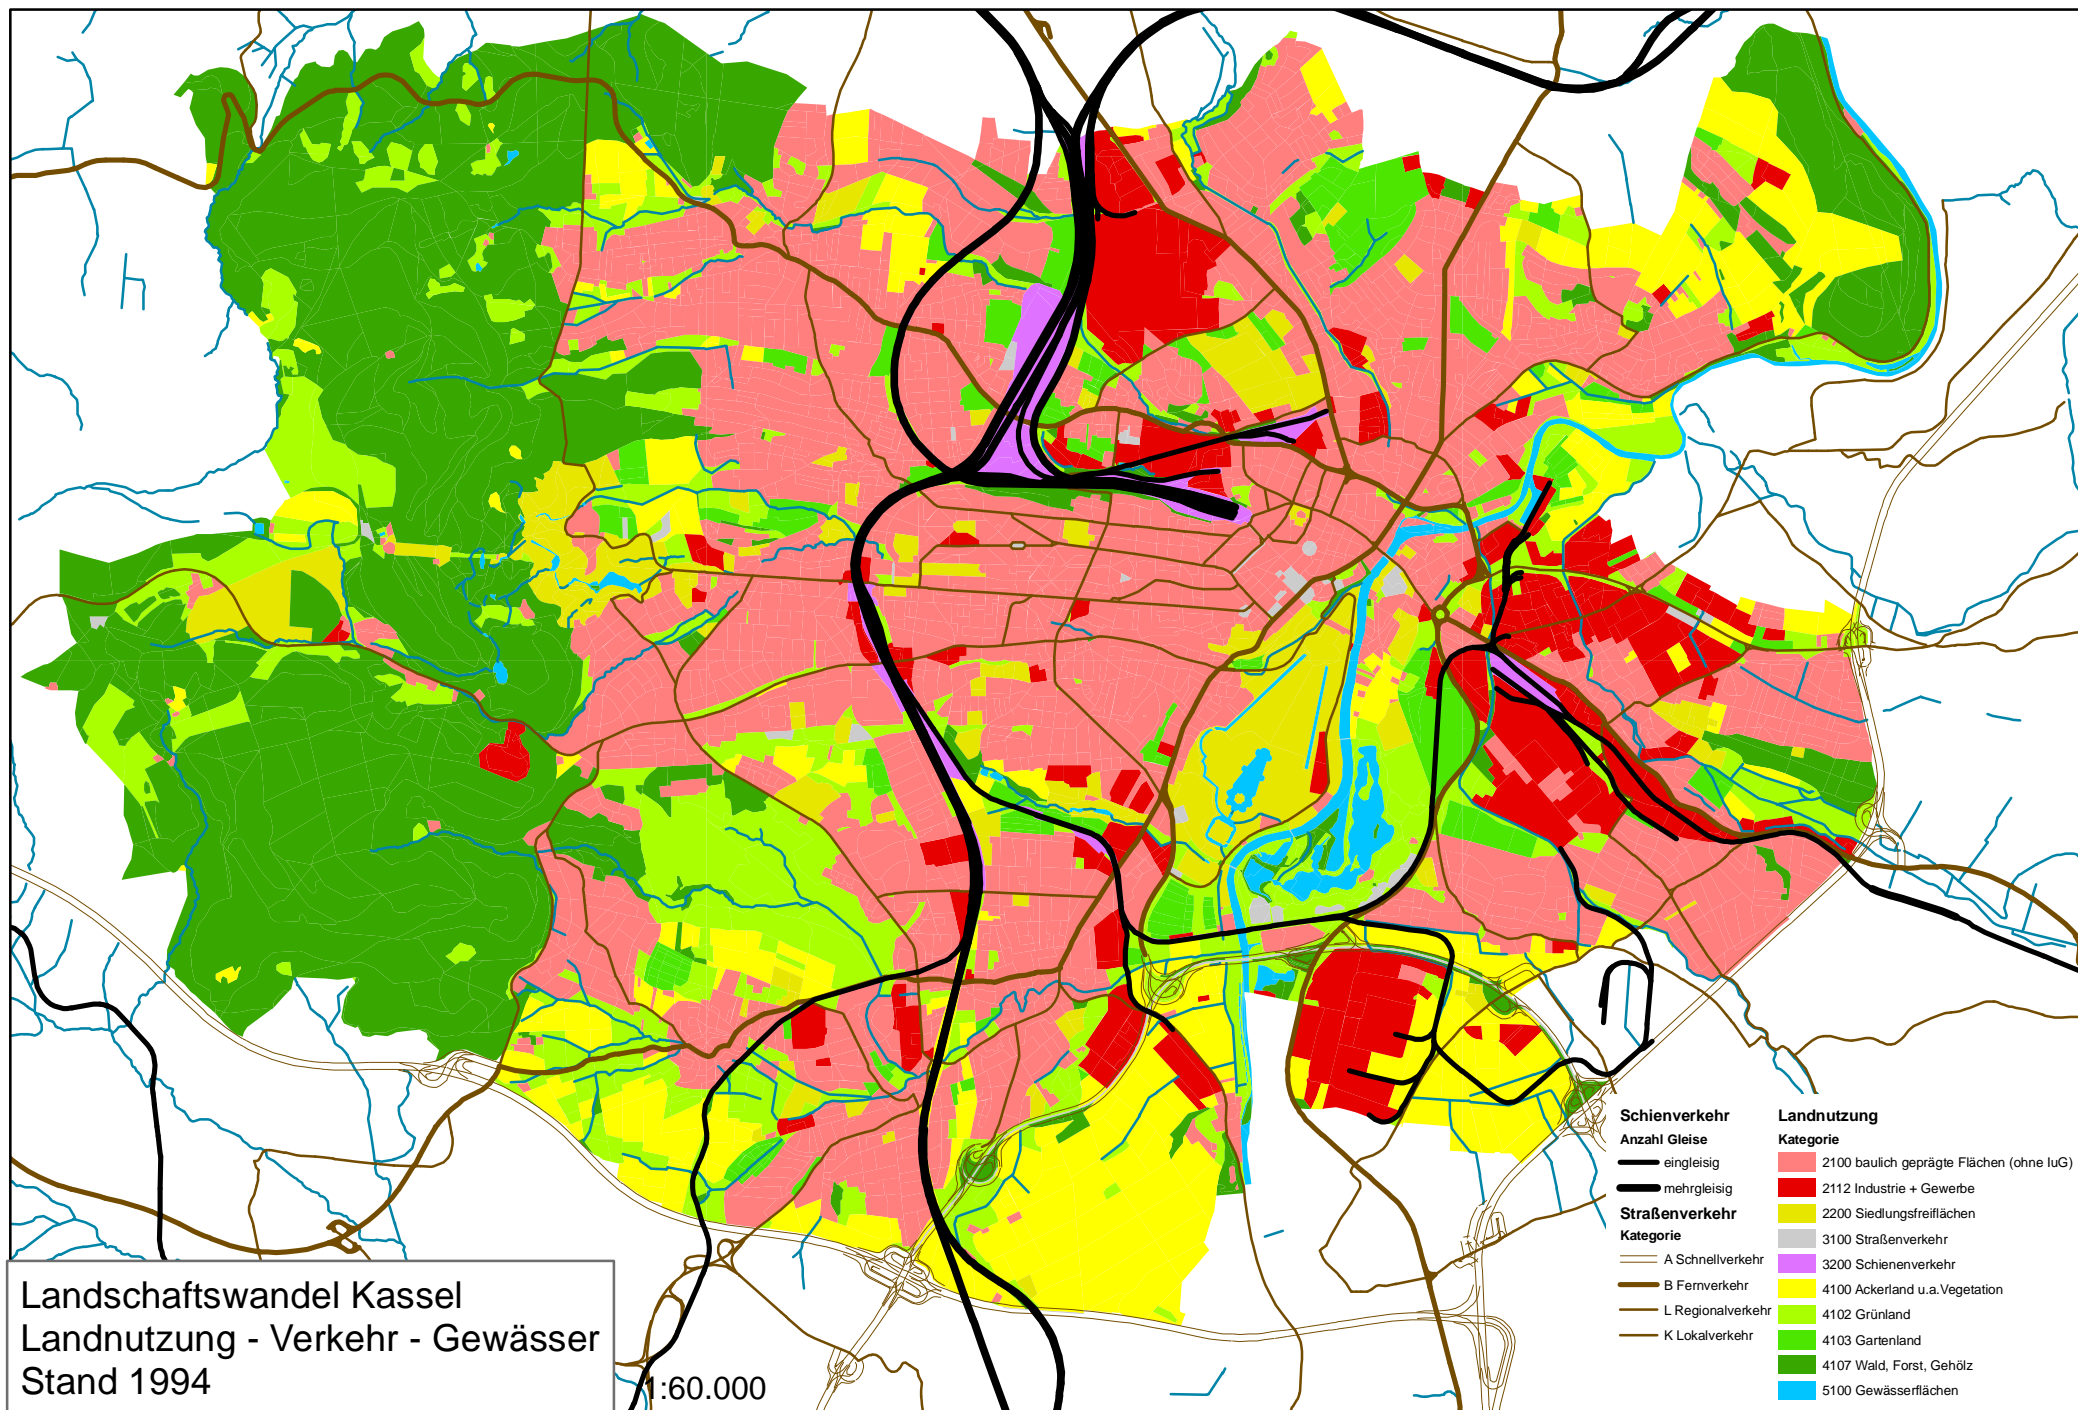 Schienverkehr
Anzahl Gleise
eingleisig
mehrgleisig
Straßenverkehr
Kategorie
A Schnellverkehr
B Fernverkehr
L Regionalverkehr
K Lokalverkehr
Landnutzung
Kategorie
2100 baulich geprägte Flächen (ohne IuG)
2112 Industrie + Gewerbe
2200 Siedlungsfreiflächen
3100 Straßenverkehr
3200 Schienenverkehr
4100 Ackerland u.a.Vegetation
4102 Grünland
4103 Gartenland
4107 Wald, Forst, Gehölz
5100 Gewässerflächen
Landschaftswandel Kassel
Landnutzung - Verkehr - Gewässer
Stand 1994
1:60.000